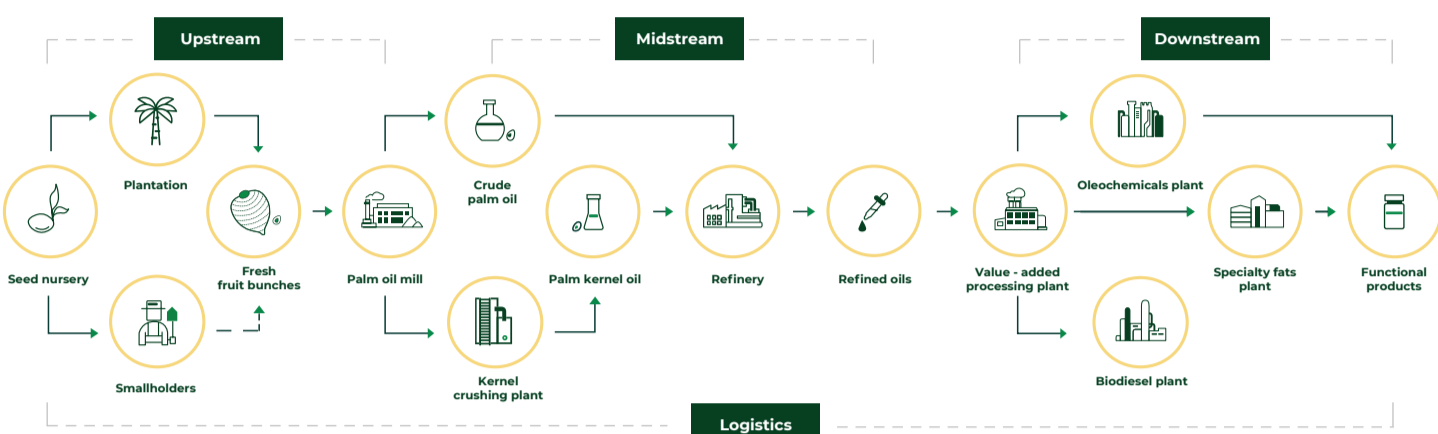 Upstream
Midstream
Downstream
Plantation
Crude
palm oil
Oleochemicals plant
Seed nursery
Fresh
fruit bunches
Palm oil mill
Palm kernel oil
Refinery
Refined oils
Value - added
processing plant
Specialty fats
plant
Functional
products
Smallholders
Kernel
crushing plant
Biodiesel plant
Logistics